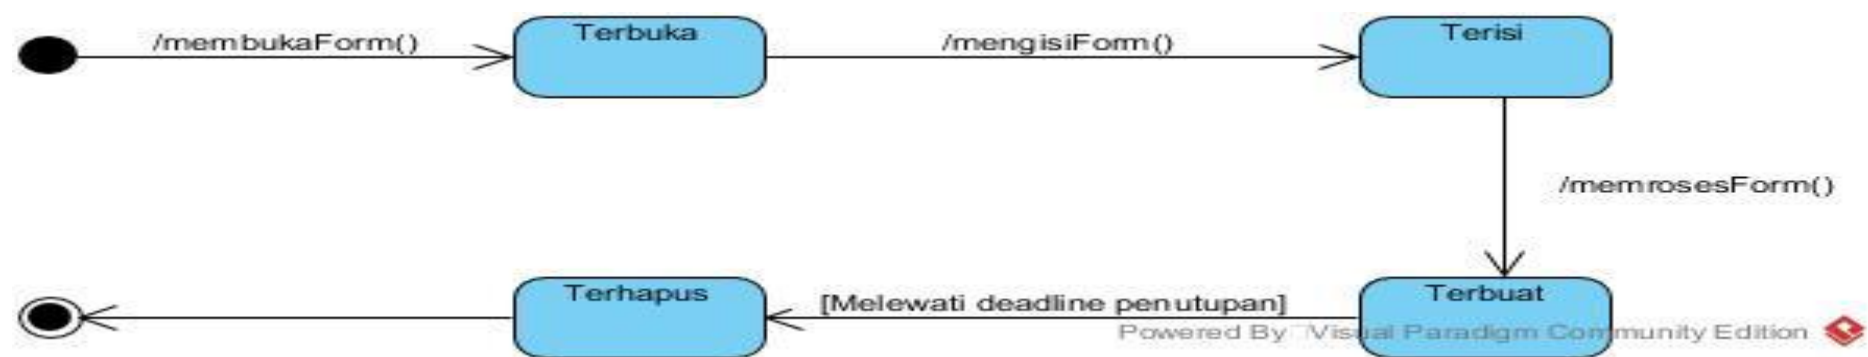 /membukaForm()
Terbuka
/mengisiForm()
Terisi
/memrosesForm()
Terhapus
[Melewati deadline penutupan]
Terbuat
Powered By Visual Paradigm Community Edition